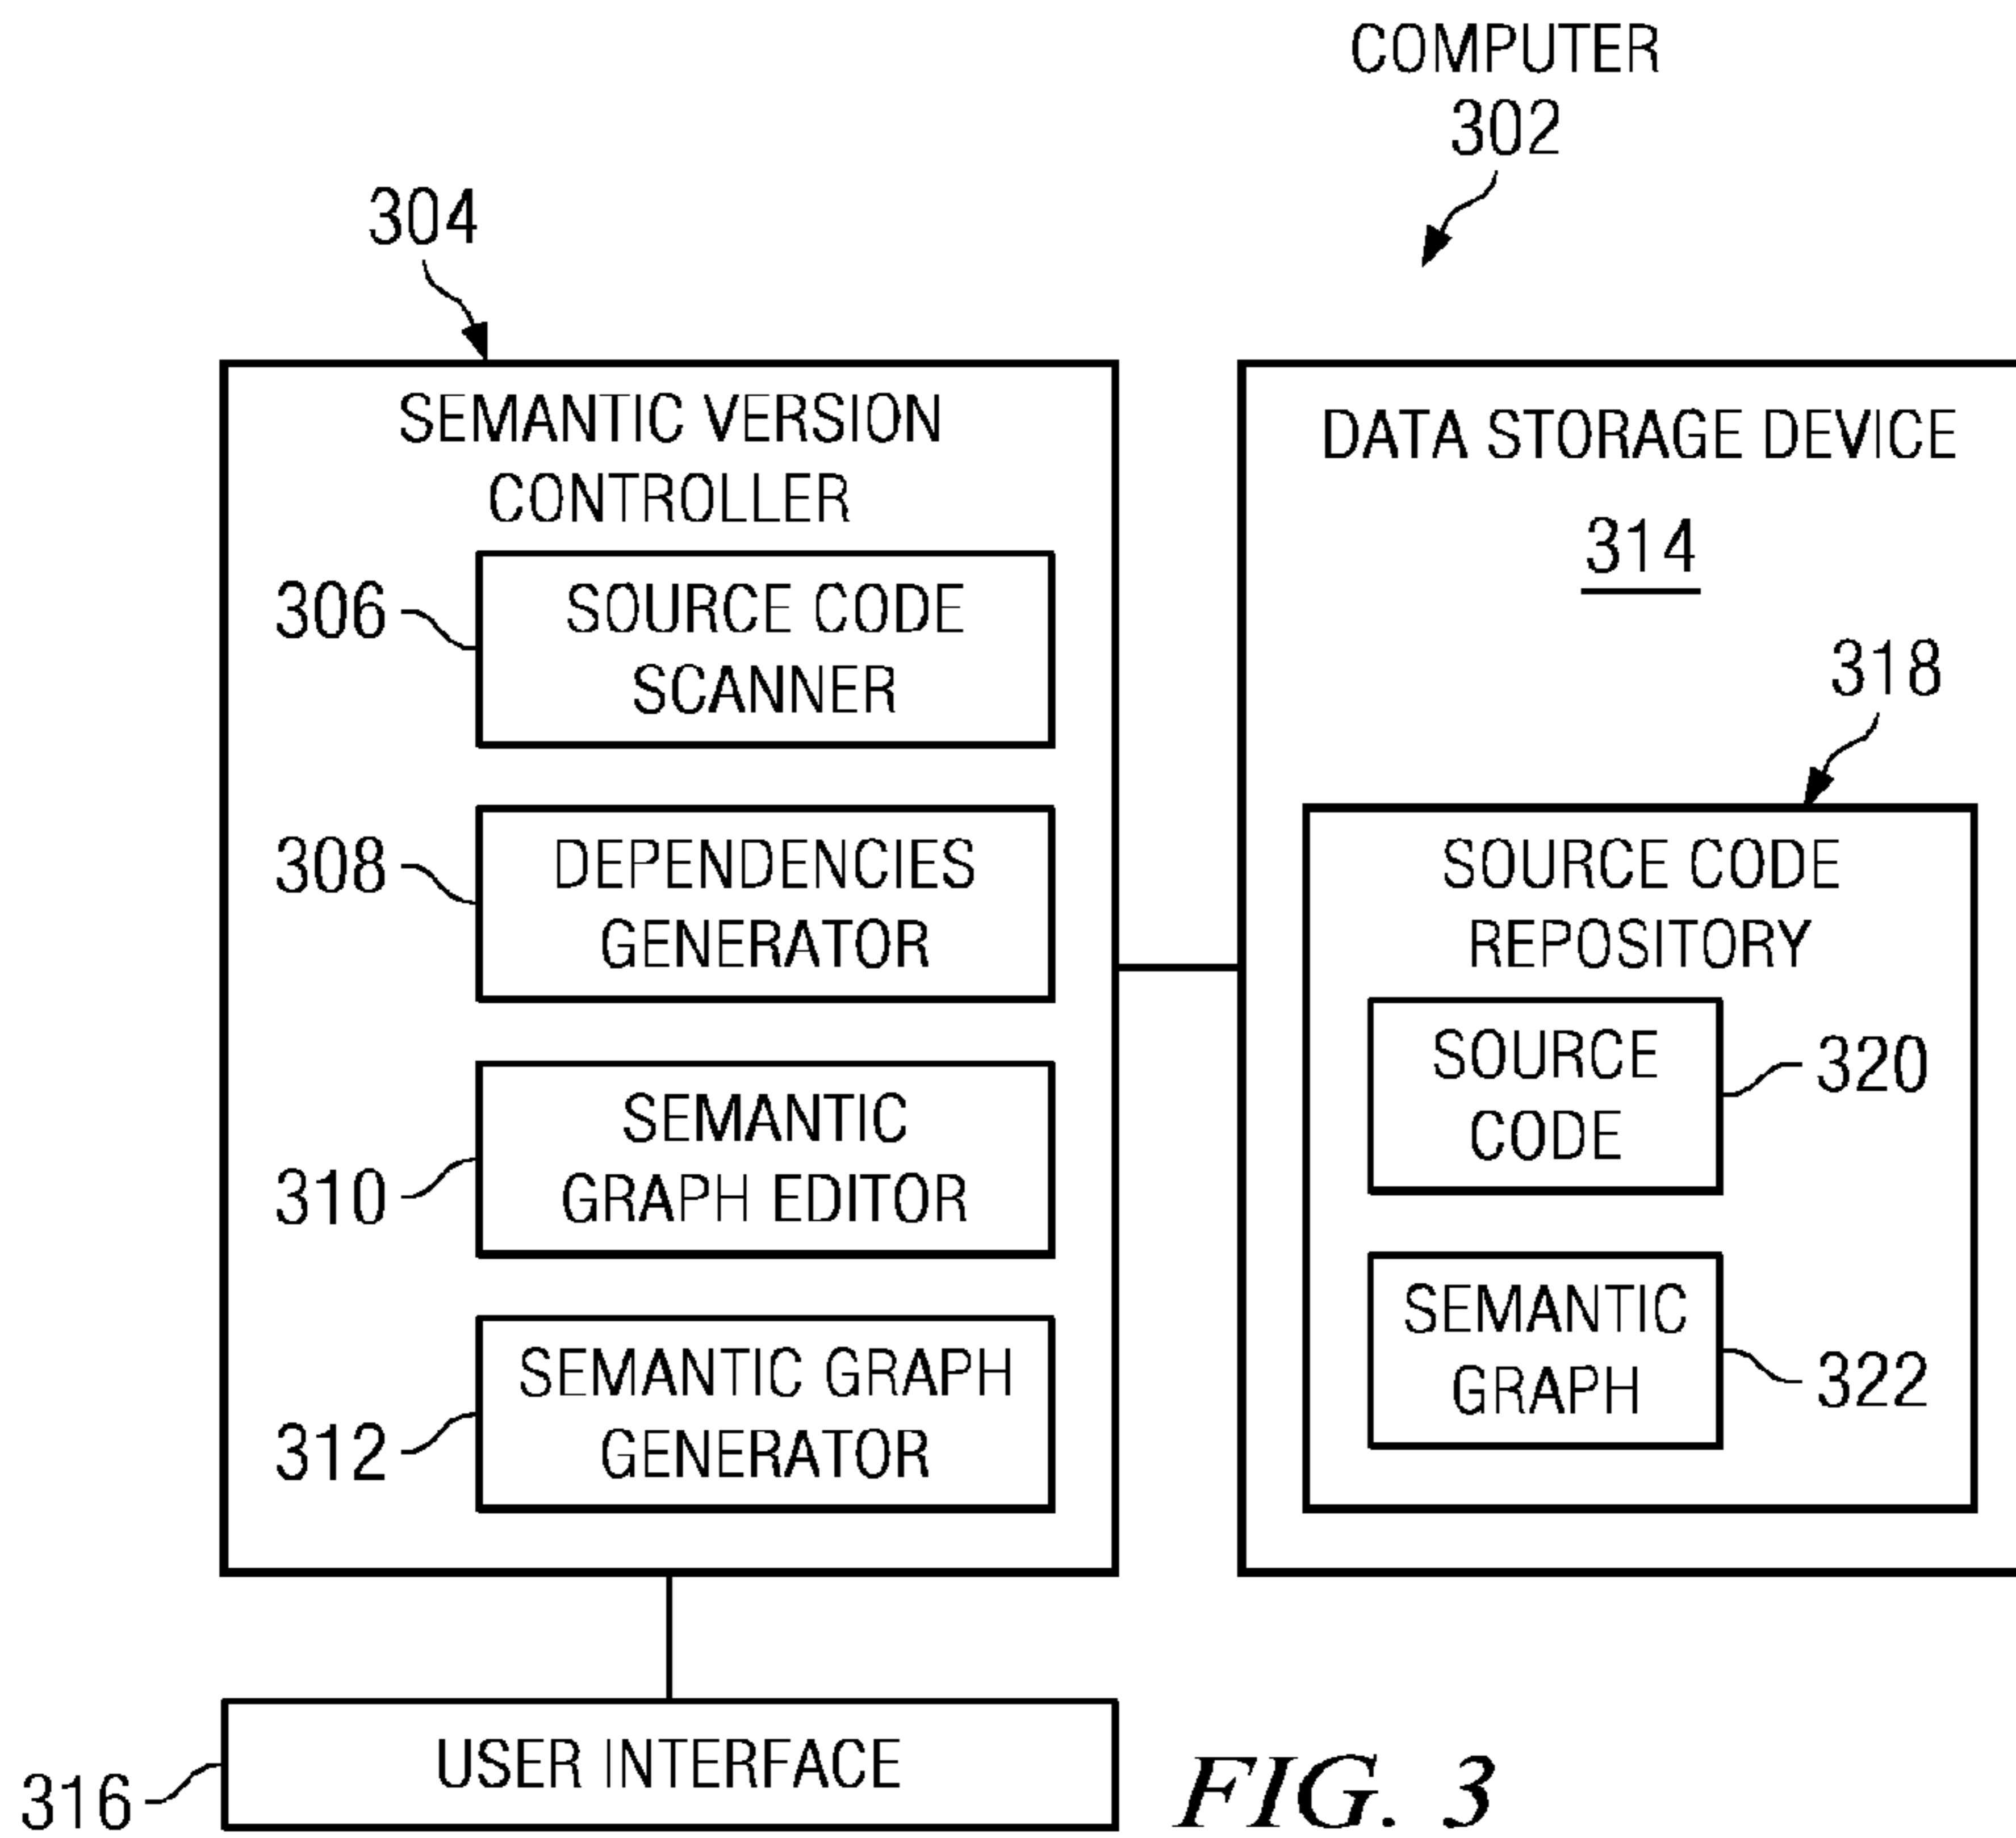 COMPUTER
302
304
SEMANTIC VERSION
CONTROLLER
306
SOURCE CODE
SCANNER
308
DEPENDENCIES
GENERATOR
310
SEMANTIC
GRAPH EDITOR
312
SEMANTIC GRAPH
GENERATOR
DATA STORAGE DEVICE
314
318
SOURCE CODE
REPOSITORY
SOURCE
CODE
320
SEMANTIC
GRAPH
322
316
USER INTERFACE
FIG. 3